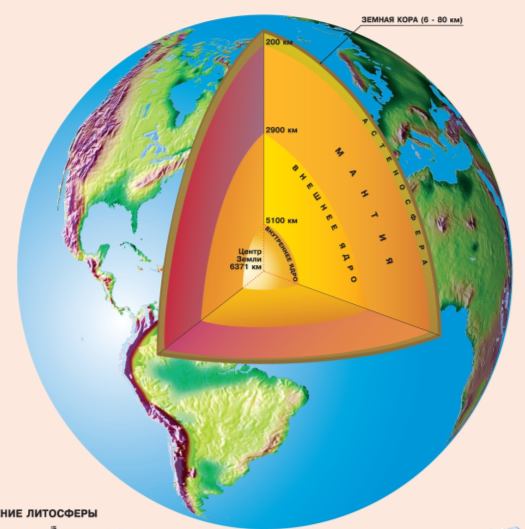 ЗЕМНАЯ КОРА (6 - 80 км)
200 км
АСТЕНОСФЕРА
2900 км
МАНТИЯ
ВНЕШНЕЕ ЯДРО
5100 км
ВНУТРЕННЕЕ ЯДРО
Центр
Земли
6371 км
НИЕ ЛИТОСФЕРЫ